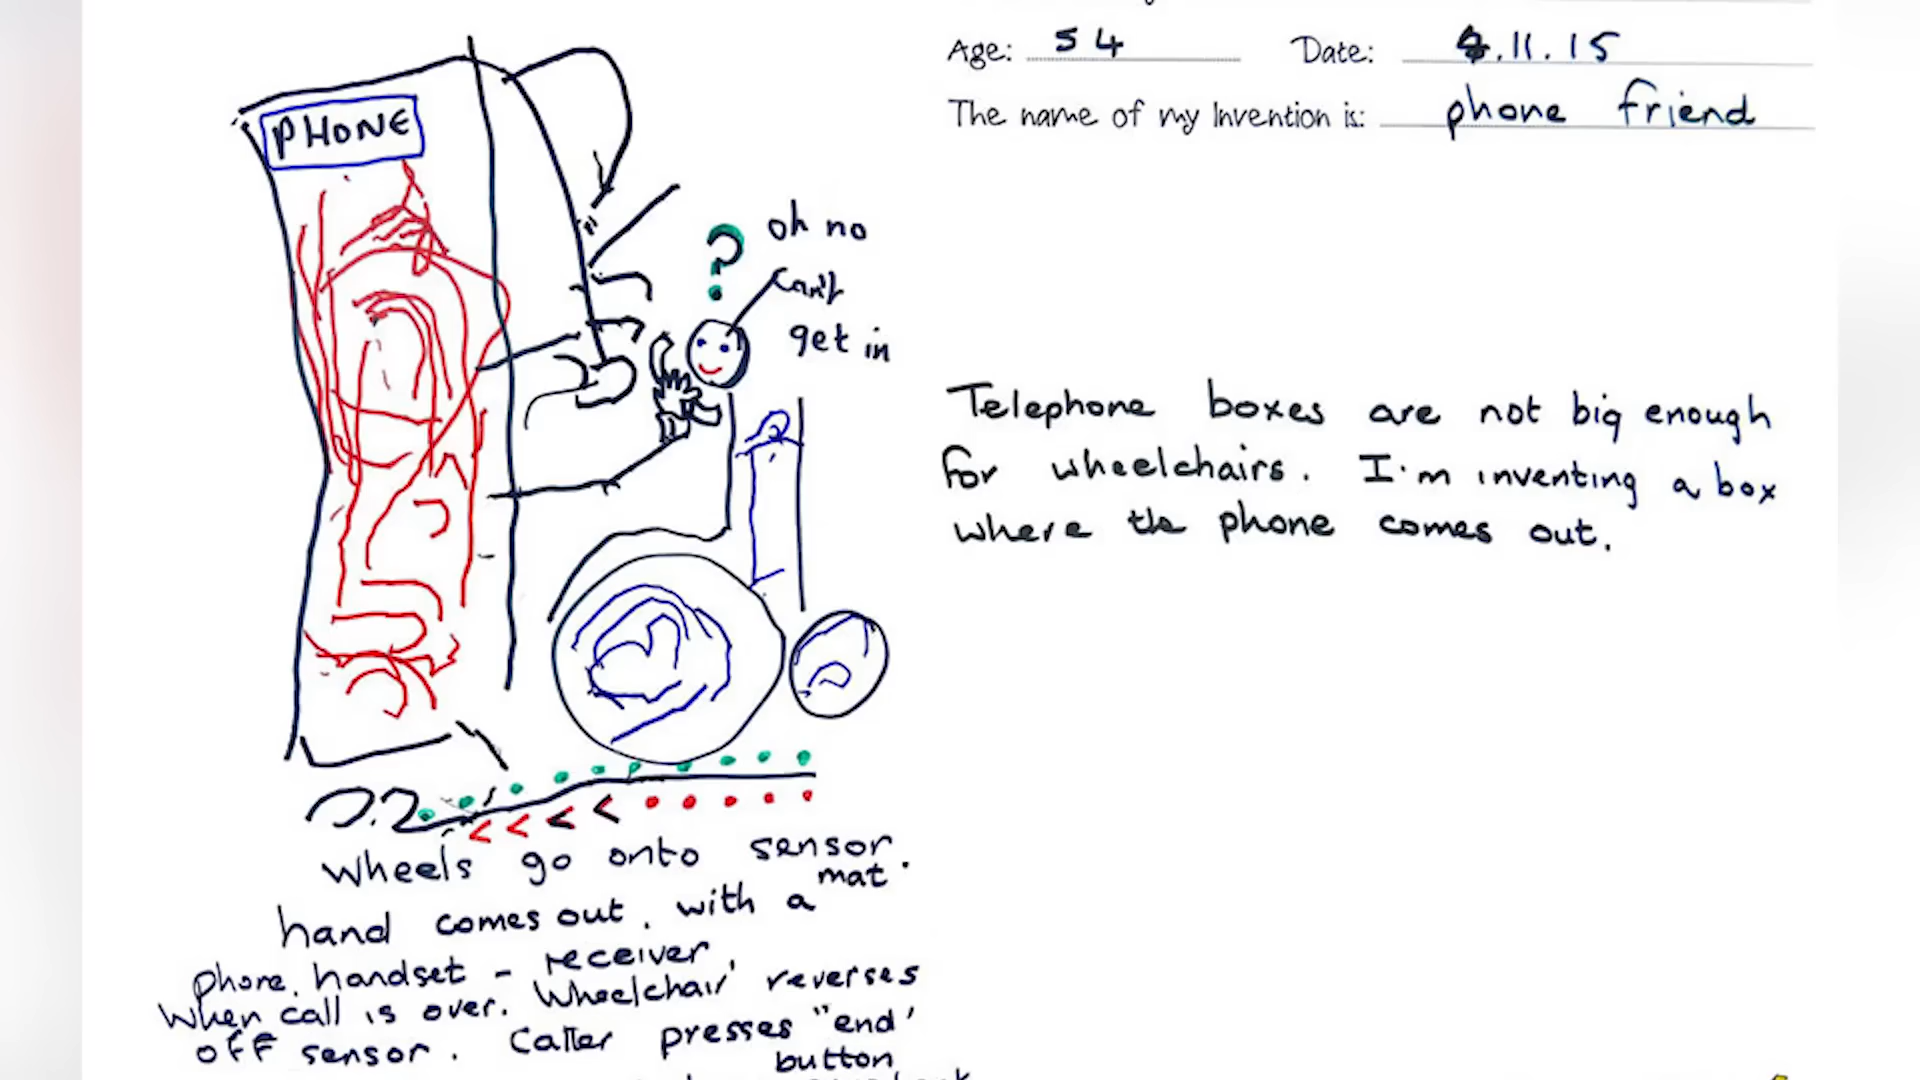 Age: 54 Date: 4.11.15
The name of my Invention is: phone friend
PHONE
?
oh no
can't
get in
Telephone boxes are not big enough
for wheelchairs. I'm inventing a box
where the phone comes out.
wheels go onto sensor
mat.
hand comes out. with a
phone handset - receiver.
When call is over. Wheelchair reverses
off sensor. Caller presses "end'
button